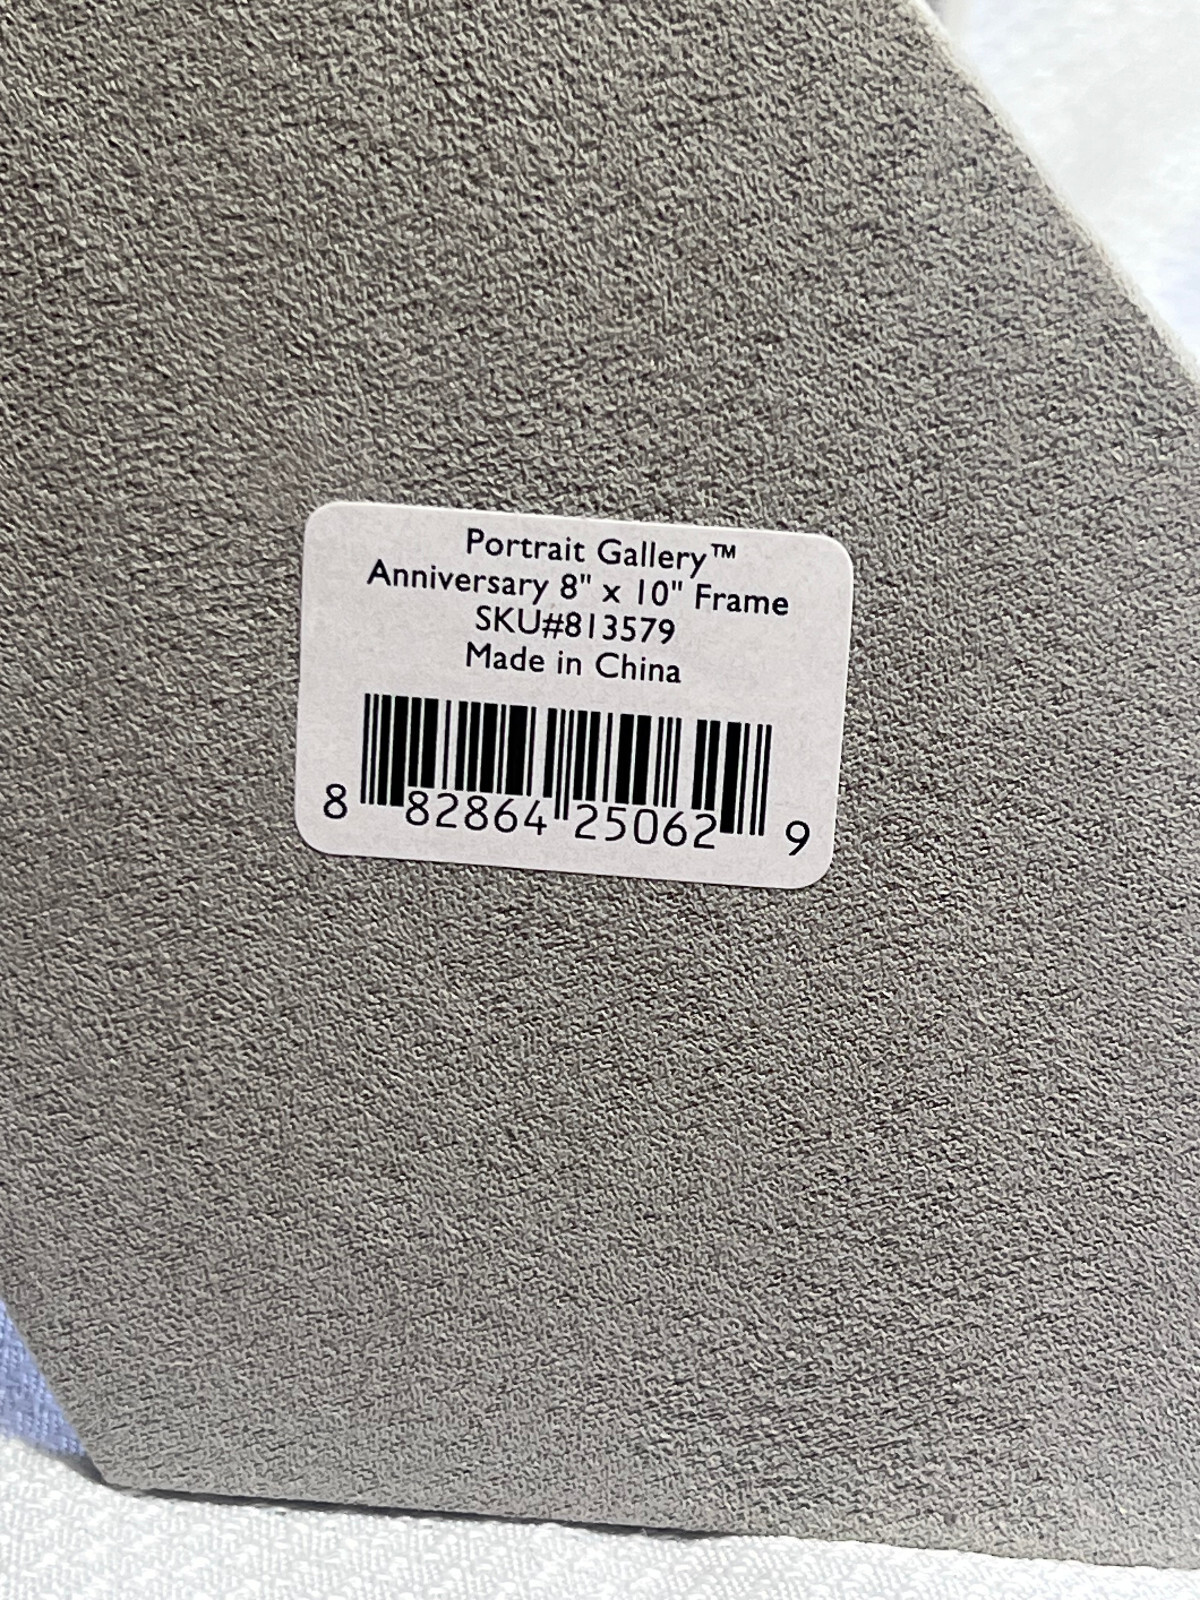 Portrait Gallery™
Anniversary 8" x 10" Frame
SKU#813579
Made in China
8 82864 25062 9